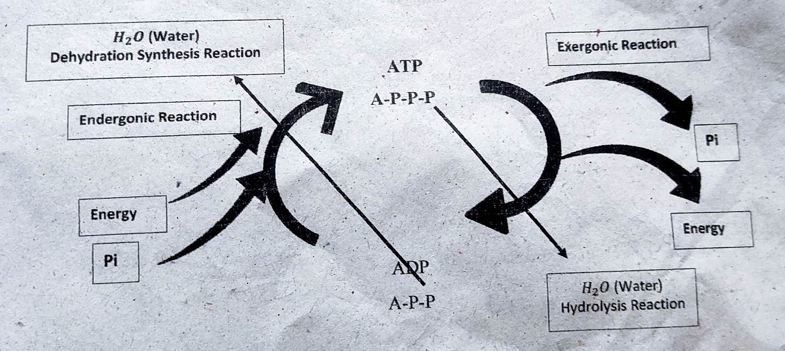 H₂O (Water)
Dehydration Synthesis Reaction
Endergonic Reaction
Energy
Pi
ATP
A-P-P-P
ADP
A-P-P
Exergonic Reaction
Pi
Energy
H₂O (Water)
Hydrolysis Reaction